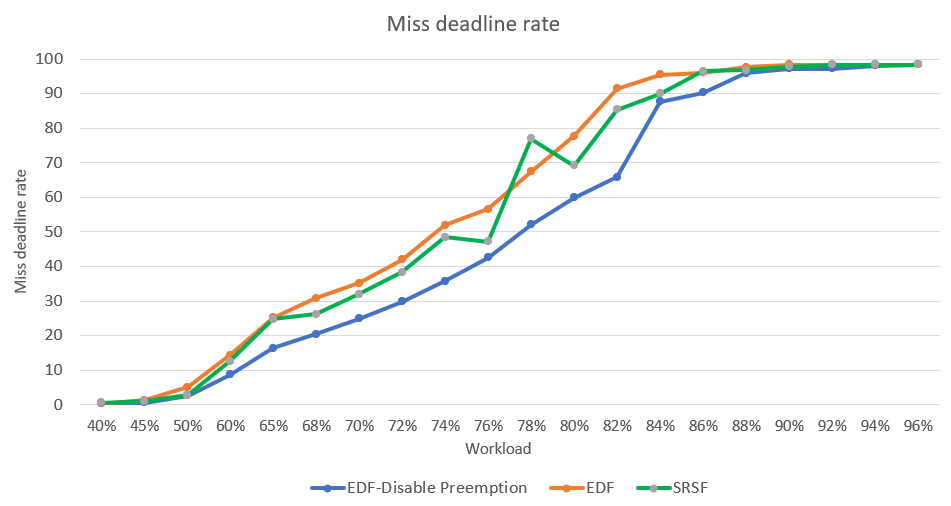 Miss deadline rate
100
90
80
70
60
50
40
30
20
10
0
Miss deadline rate
40% 45% 50% 60% 65% 68% 70% 72% 74% 76% 78% 80% 82% 84% 86% 88% 90% 92% 94% 96%
Workload
EDF-Disable Preemption EDF SRSF